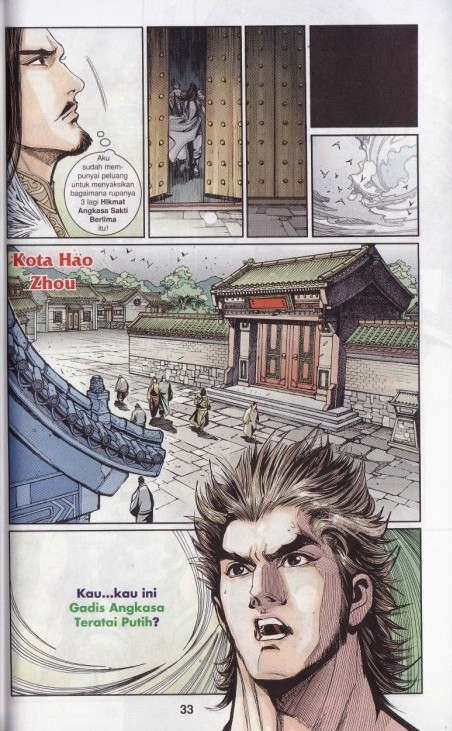 Aku
sudah mem-
punyai peluang
untuk menyaksikan
bagaimana rupanya
3 lagi Hikmat
Angkasa Sakti
Berlima
itu!
Kota Hao
Zhou
Kau...kau ini
Gadis Angkasa
Teratai Putih?
33